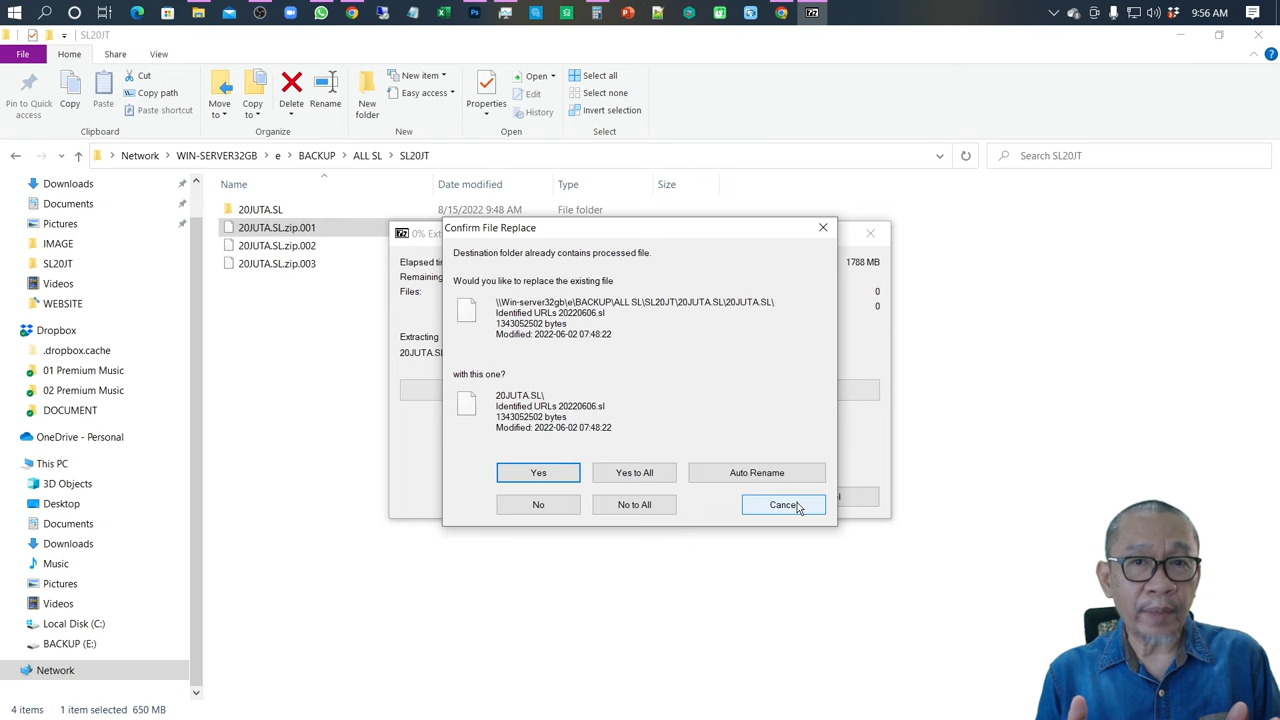 9:56 AM
SL20JT
File
Home
Share
View
Pin to Quick access
Copy
Paste
Cut
Copy path
Paste shortcut
Clipboard
Move to
Copy to
Delete
Rename
Organize
New folder
New item
Easy access
New
Properties
Open
Edit
History
Open
Select all
Select none
Invert selection
Select
Network > WIN-SERVER32GB > e > BACKUP > ALL SL > SL20JT
Search SL20JT
Downloads
Documents
Pictures
IMAGE
SL20JT
Videos
WEBSITE
Dropbox
.dropbox.cache
01 Premium Music
02 Premium Music
DOCUMENT
OneDrive - Personal
This PC
3D Objects
Desktop
Documents
Downloads
Music
Pictures
Videos
Local Disk (C:)
BACKUP (E:)
Network
Name
Date modified
Type
Size
20JUTA.SL
8/15/2022 9:48 AM
File folder
20JUTA.SL.zip.001
20JUTA.SL.zip.002
20JUTA.SL.zip.003
7z
0% Ext
Elapsed tim
Remaining
Files:
1788 MB
0
0
Extracting
20JUTA.SL
Confirm File Replace
Destination folder already contains processed file.
Would you like to replace the existing file
\\Win-server32gb\e\BACKUP\ALL SL\SL20JT\20JUTA.SL\20JUTA.SL\
Identified URLs 20220606.sl
1343052502 bytes
Modified: 2022-06-02 07:48:22
with this one?
20JUTA.SL\
Identified URLs 20220606.sl
1343052502 bytes
Modified: 2022-06-02 07:48:22
Yes
Yes to All
Auto Rename
No
No to All
Cancel
4 items
1 item selected 650 MB